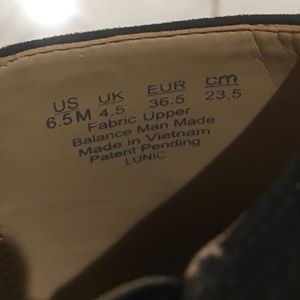 US UK EUR cm
6.5M 4.5 36.5 23.5
Fabric Upper
Balance Man Made
Made in Vietnam
Patent Pending
LUNIC